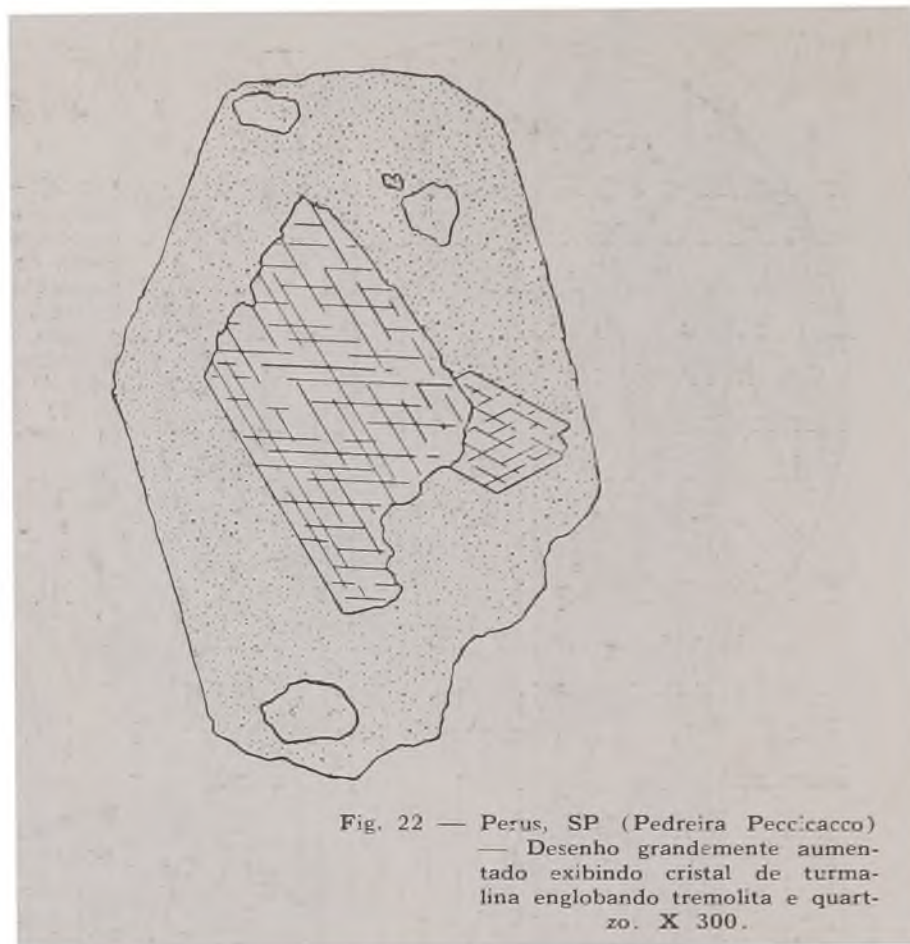 Fig. 22 — Perus, SP (Pedreira Peccicacco)
— Desenho grandemente aumen-
tado exibindo cristal de turma-
lina englobando tremolita e quart-
zo. X 300.